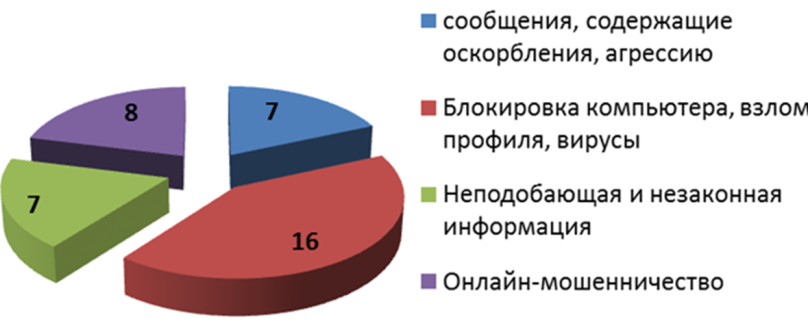 8
7
7
16
сообщения, содержащие
оскорбления, агрессию
Блокировка компьютера, взлом
профиля, вирусы
Неподобающая и незаконная
информация
Онлайн-мошенничество